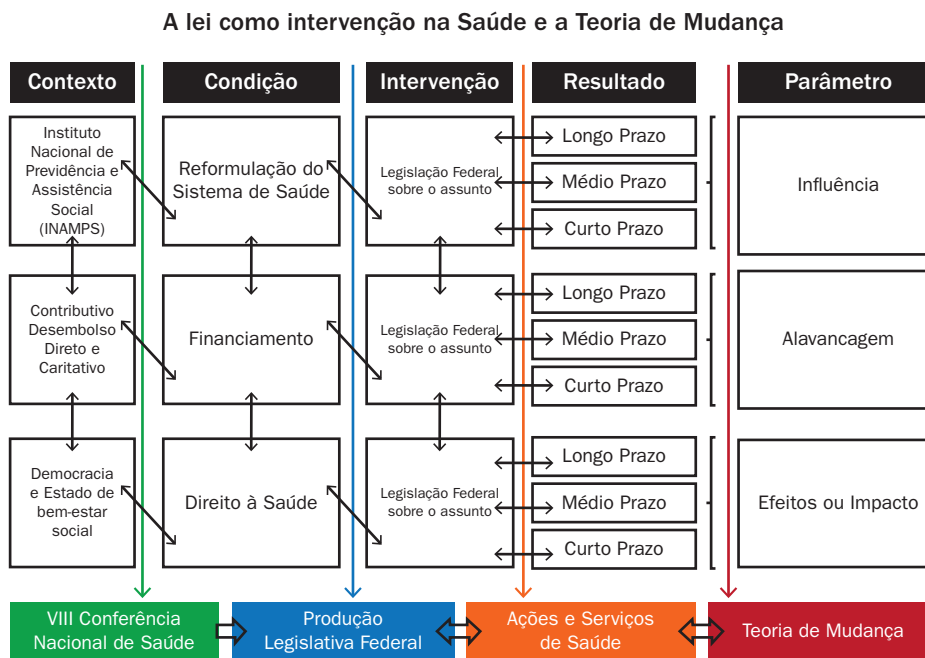 A lei como intervenção na Saúde e a Teoria de Mudança
Contexto
Condição
Intervenção
Resultado
Parâmetro
Instituto
Nacional de
Previdência e
Assistência
Social
(INAMPS)
Reformulação do
Sistema de Saúde
Legislação Federal
sobre o assunto
Longo Prazo
Médio Prazo
Curto Prazo
Influência
Contributivo
Desembolso
Direto e
Caritativo
Financiamento
Legislação Federal
sobre o assunto
Longo Prazo
Médio Prazo
Curto Prazo
Alavancagem
Democracia
e Estado de
bem-estar
social
Direito à Saúde
Legislação Federal
sobre o assunto
Longo Prazo
Médio Prazo
Curto Prazo
Efeitos ou Impacto
VIII Conferência
Nacional de Saúde
Produção
Legislativa Federal
Ações e Serviços
de Saúde
Teoria de Mudança